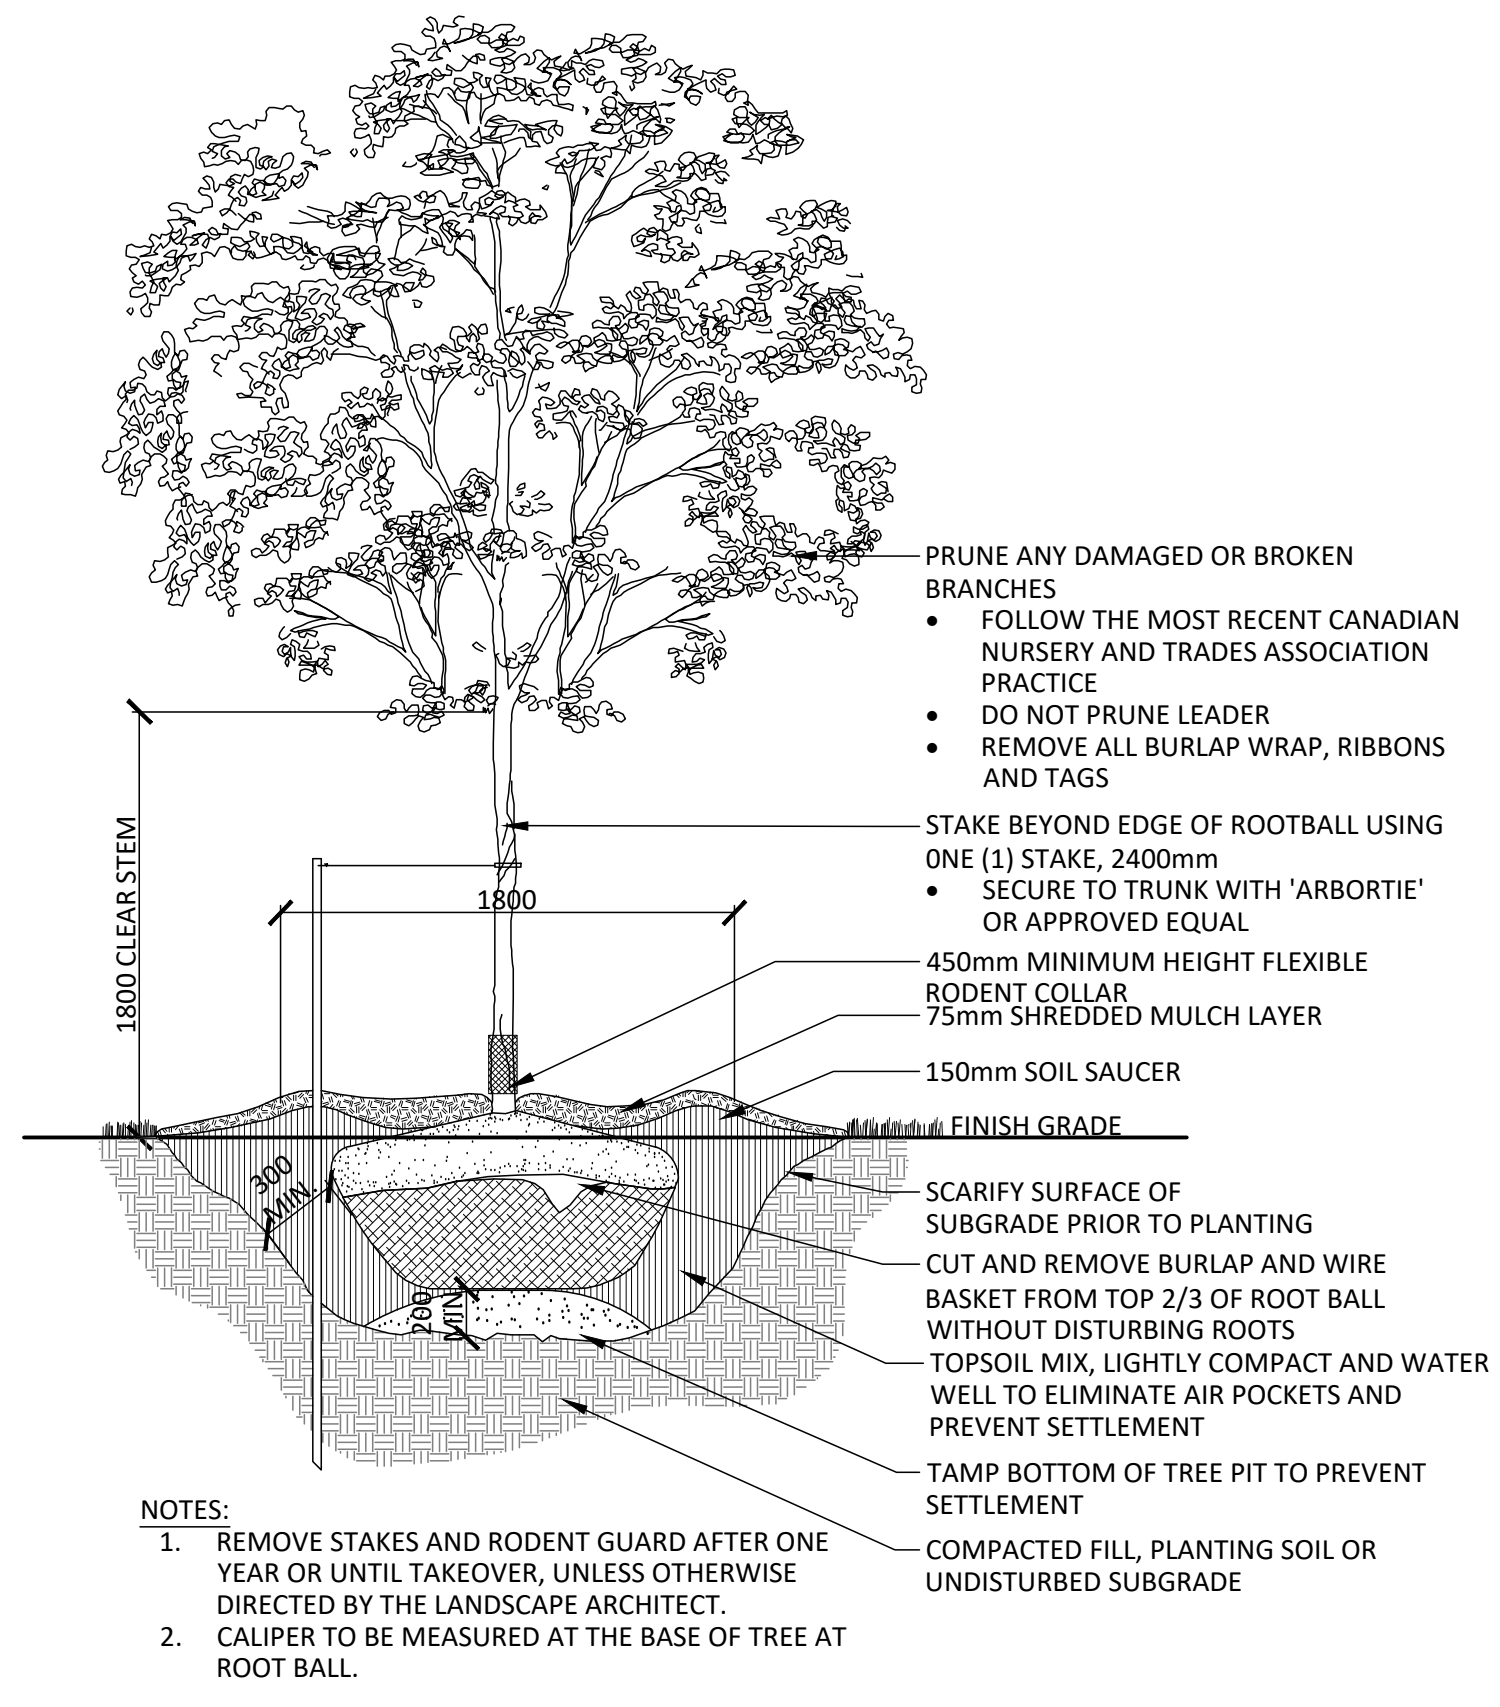 PRUNE ANY DAMAGED OR BROKEN
BRANCHES
• FOLLOW THE MOST RECENT CANADIAN
NURSERY AND TRADES ASSOCIATION
PRACTICE
• DO NOT PRUNE LEADER
• REMOVE ALL BURLAP WRAP, RIBBONS
AND TAGS
STAKE BEYOND EDGE OF ROOTBALL USING
0NE (1) STAKE, 2400mm
• SECURE TO TRUNK WITH 'ARBORTIE'
OR APPROVED EQUAL
1800 CLEAR STEM
1800
450mm MINIMUM HEIGHT FLEXIBLE
RODENT COLLAR
75mm SHREDDED MULCH LAYER
150mm SOIL SAUCER
FINISH GRADE
300
MIN.
SCARIFY SURFACE OF
SUBGRADE PRIOR TO PLANTING
CUT AND REMOVE BURLAP AND WIRE
BASKET FROM TOP 2/3 OF ROOT BALL
WITHOUT DISTURBING ROOTS
200
MIN
TOPSOIL MIX, LIGHTLY COMPACT AND WATER
WELL TO ELIMINATE AIR POCKETS AND
PREVENT SETTLEMENT
TAMP BOTTOM OF TREE PIT TO PREVENT
SETTLEMENT
COMPACTED FILL, PLANTING SOIL OR
UNDISTURBED SUBGRADE
NOTES:
1. REMOVE STAKES AND RODENT GUARD AFTER ONE
YEAR OR UNTIL TAKEOVER, UNLESS OTHERWISE
DIRECTED BY THE LANDSCAPE ARCHITECT.
2. CALIPER TO BE MEASURED AT THE BASE OF TREE AT
ROOT BALL.